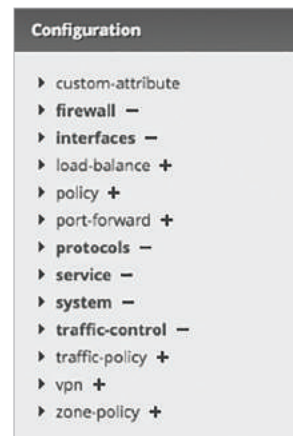 Configuration
custom-attribute
firewall −
interfaces −
load-balance +
policy +
port-forward +
protocols −
service −
system −
traffic-control −
traffic-policy +
vpn +
zone-policy +